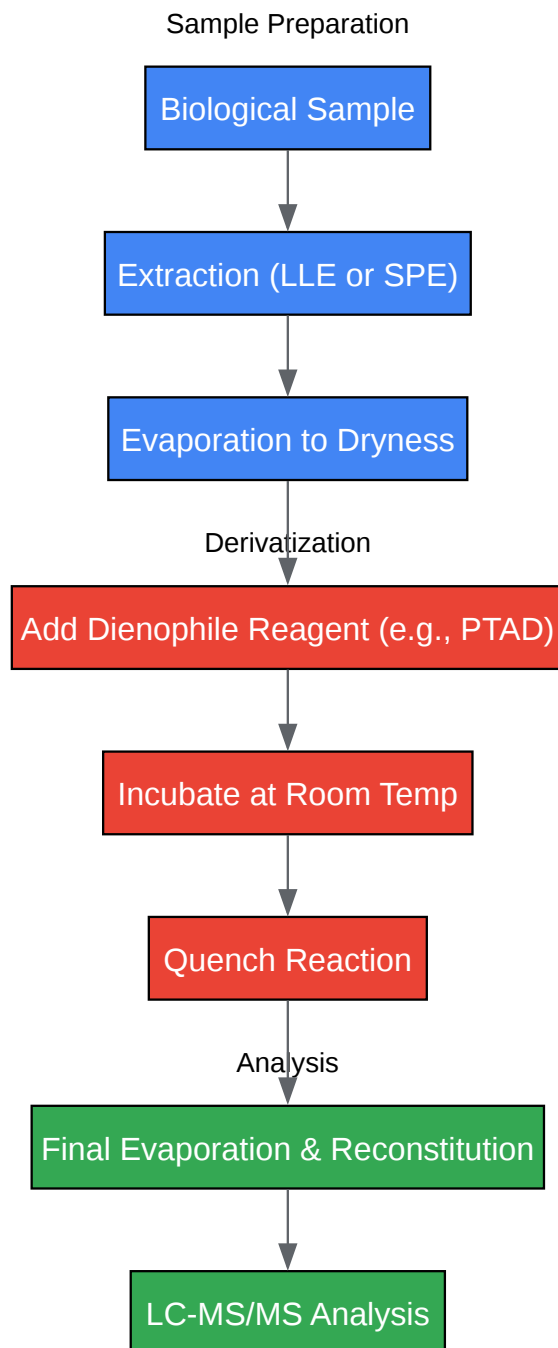 Sample Preparation
Biological Sample
Extraction (LLE or SPE)
Evaporation to Dryness
Derivatization
Add Dienophile Reagent (e.g., PTAD)
Incubate at Room Temp
Quench Reaction
Analysis
Final Evaporation & Reconstitution
LC-MS/MS Analysis